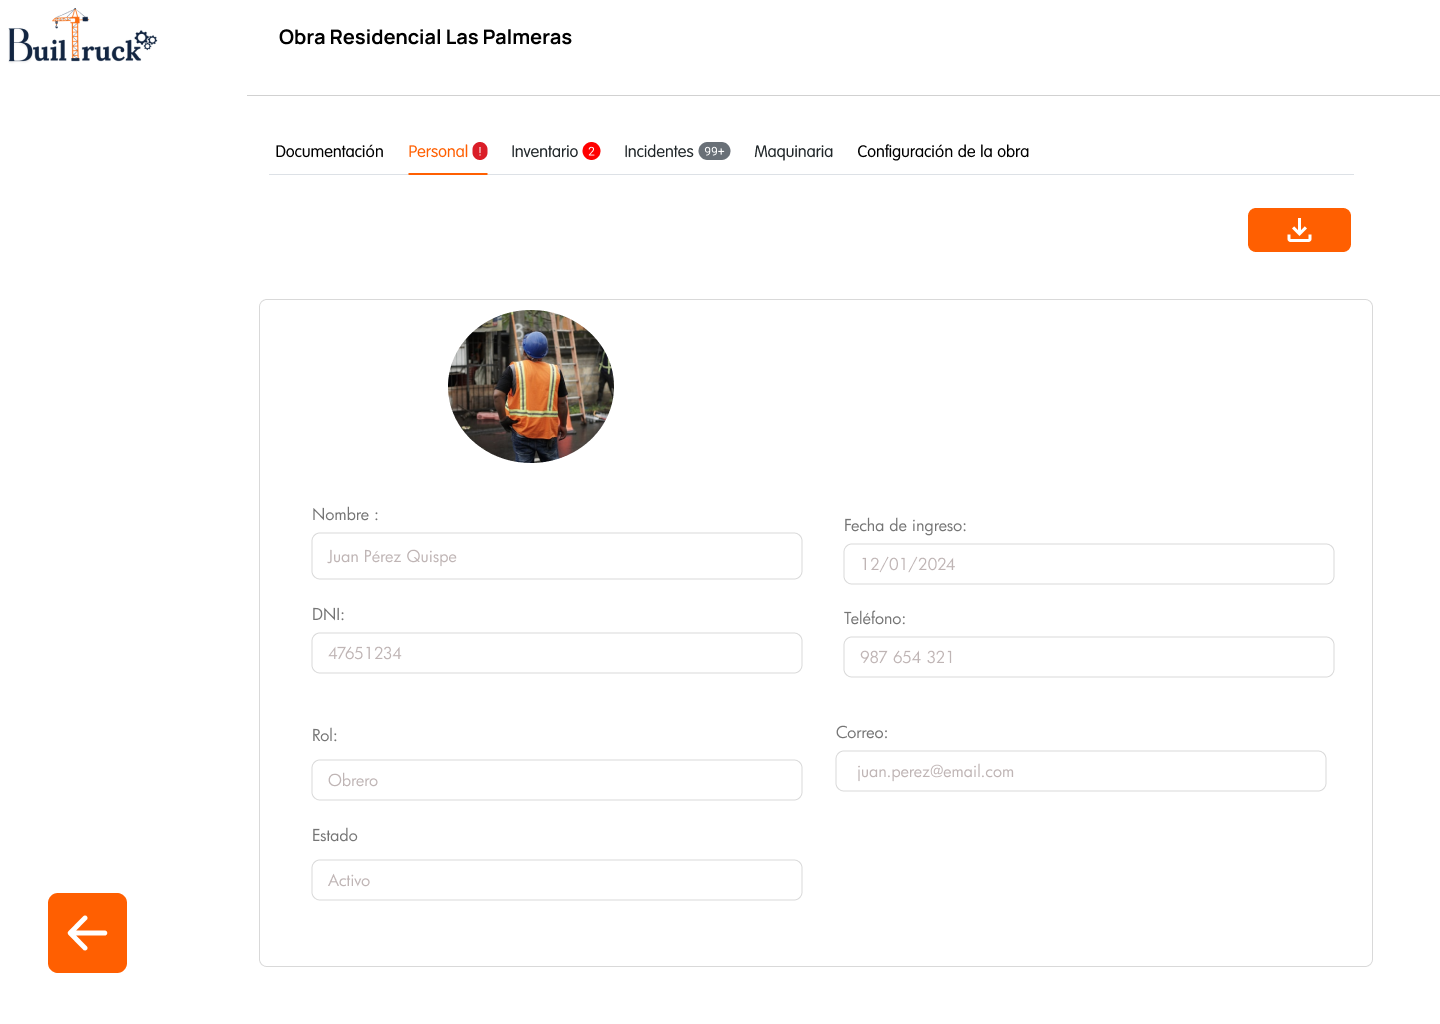 BuilTruck
Obra Residencial Las Palmeras
Documentación Personal ! Inventario 2 Incidentes 99+ Maquinaria Configuración de la obra
Nombre :
Juan Pérez Quispe
DNI:
47651234
Rol:
Obrero
Estado
Activo
Fecha de ingreso:
12/01/2024
Teléfono:
987 654 321
Correo:
juan.perez@email.com